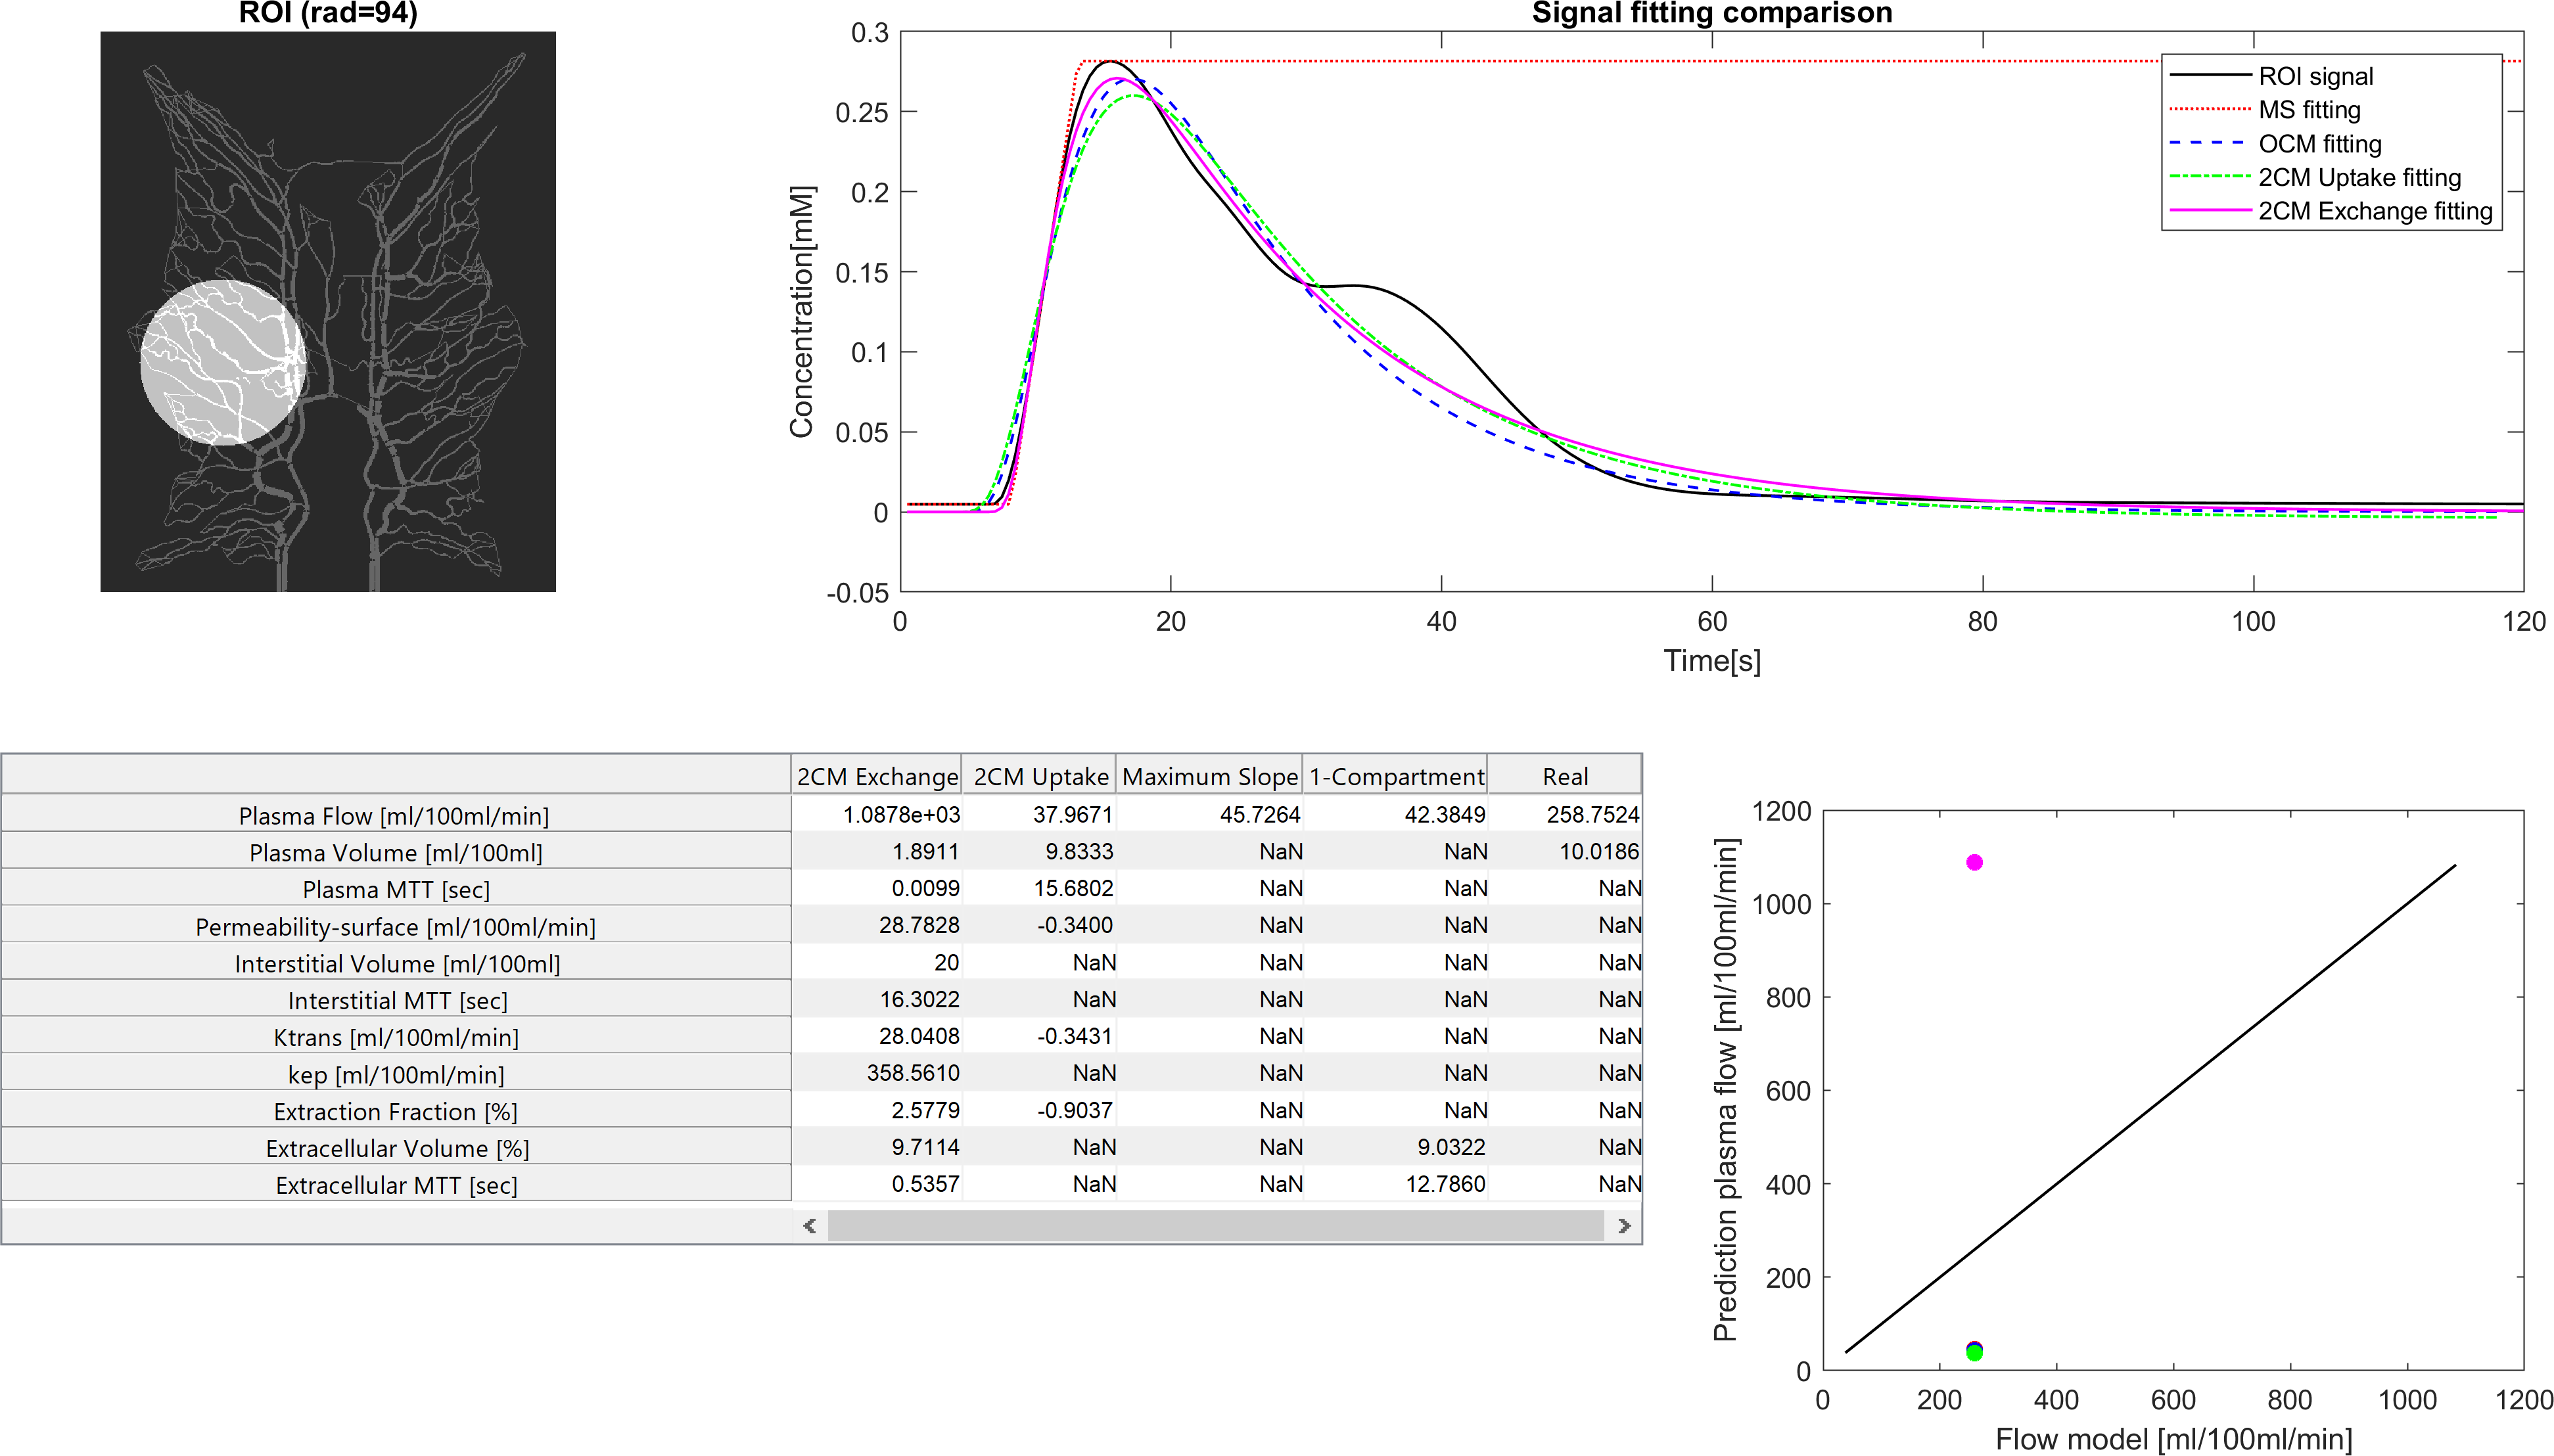 ROI (rad=94)
Signal fitting comparison
0.3
0.25
0.2
0.15
0.1
0.05
0
-0.05
Concentration[mM]
0 20 40 60 80 100 120
Time[s]
ROI signal
MS fitting
OCM fitting
2CM Uptake fitting
2CM Exchange fitting
2CM Exchange 2CM Uptake Maximum Slope 1-Compartment Real
Plasma Flow [ml/100ml/min] 1.0878e+03 37.9671 45.7264 42.3849 258.7524
Plasma Volume [ml/100ml] 1.8911 9.8333 NaN NaN 10.0186
Plasma MTT [sec] 0.0099 15.6802 NaN NaN NaN
Permeability-surface [ml/100ml/min] 28.7828 -0.3400 NaN NaN NaN
Interstitial Volume [ml/100ml] 20 NaN NaN NaN NaN
Interstitial MTT [sec] 16.3022 NaN NaN NaN NaN
Ktrans [ml/100ml/min] 28.0408 -0.3431 NaN NaN NaN
kep [ml/100ml/min] 358.5610 NaN NaN NaN NaN
Extraction Fraction [%] 2.5779 -0.9037 NaN NaN NaN
Extracellular Volume [%] 9.7114 NaN NaN 9.0322 NaN
Extracellular MTT [sec] 0.5357 NaN NaN 12.7860 NaN
1200
1000
800
600
400
200
0
Prediction plasma flow [ml/100ml/min]
0 200 400 600 800 1000 1200
Flow model [ml/100ml/min]